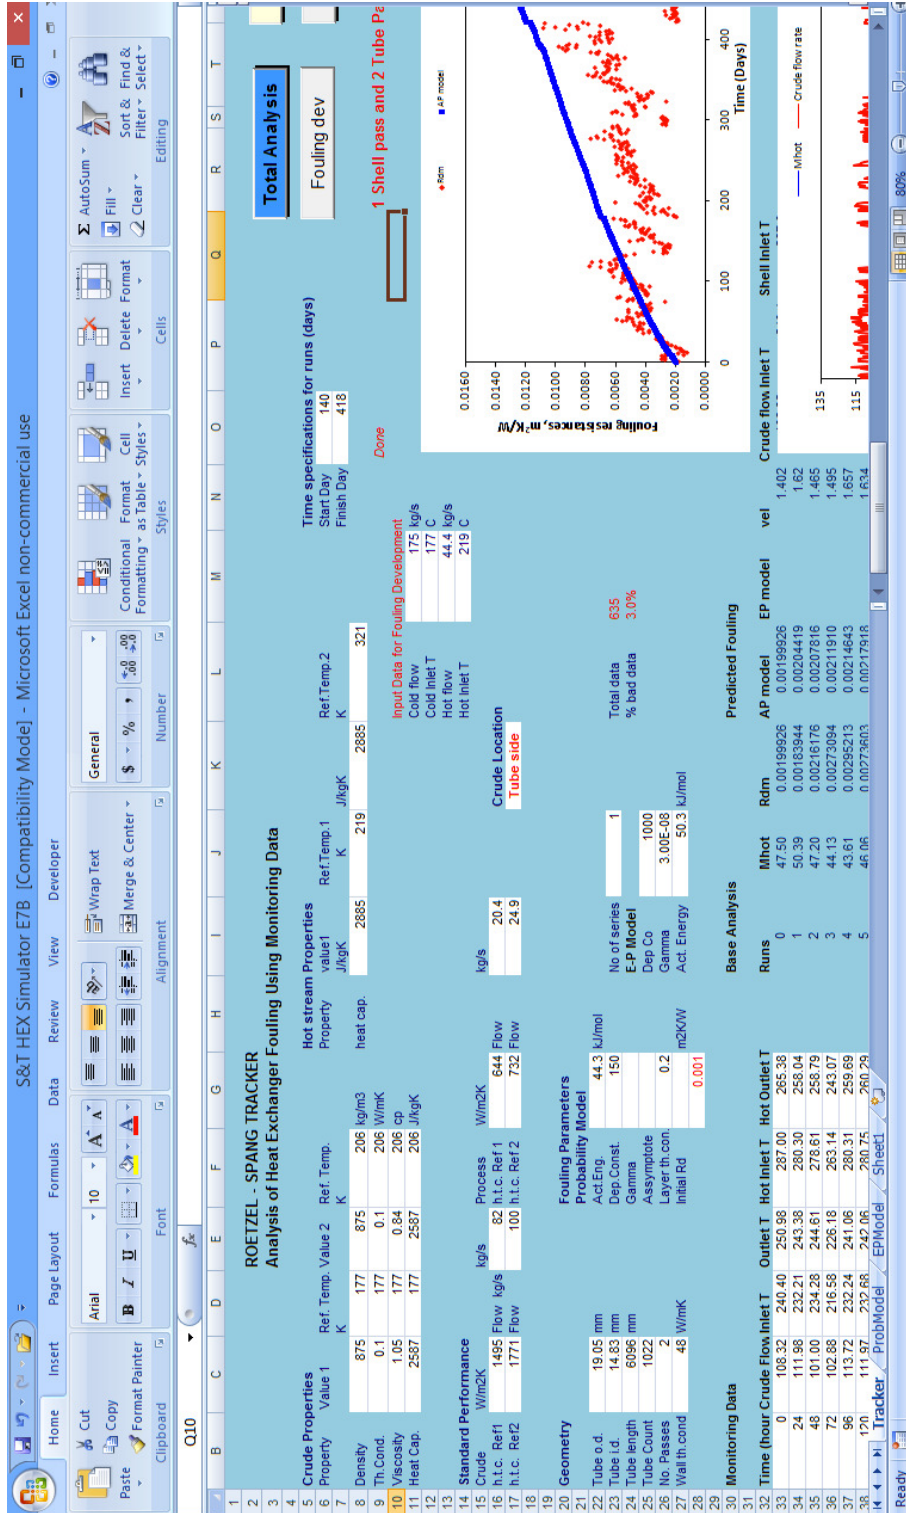 S&T HEX Simulator E7B [Compatibility Mode] - Microsoft Excel non-commercial use
Home Insert Page Layout Formulas Data Review View Developer
Cut
Copy
Format Painter
Paste
Clipboard
Arial 10
B I U
Font
Wrap Text
Merge & Center
Alignment
General
$ % ,
Number
Conditional Formatting
Format as Table
Cell Styles
Styles
Insert Delete Format
Cells
Σ AutoSum
Fill
Clear
Sort & Filter
Find & Select
Editing
Q10 fx
B C D E F G H I J K L M N O P Q R S T
ROETZEL - SPANG TRACKER
Analysis of Heat Exchanger Fouling Using Monitoring Data
Total Analysis
Fouling dev
Crude Properties
Property Value 1 Ref. Temp. Value 2 Ref. Temp.
K K
Density 875 177 875 206 kg/m3
Th.Cond. 0.1 177 0.1 206 W/mK
Viscosity 1.05 177 0.84 206 cp
Heat Cap. 2587 177 2587 206 J/kgK
Hot stream Properties
Property value1 Ref.Temp.1 Ref.Temp.2
J/kgK K J/kgK K
heat cap. 2885 219 2885 321
Time specifications for runs (days)
Start Day 140
Finish Day 418
Done
Input Data for Fouling Development
Cold flow 175 kg/s
Cold Inlet T 177 C
Hot flow 44.4 kg/s
Hot Inlet T 219 C
1 Shell pass and 2 Tube Pa
Standard Performance
Crude W/m2K kg/s Process W/m2K kg/s
h.t.c. Ref1 1495 Flow kg/s 82 h.t.c. Ref 1 644 Flow 20.4
h.t.c. Ref2 1771 Flow 100 h.t.c. Ref 2 732 Flow 24.9
Crude Location
Tube side
Geometry
Tube o.d. 19.05 mm
Tube i.d. 14.83 mm
Tube length 6096 mm
Tube Count 1022
No. Passes 2
Wall th.cond 48 W/mK
Fouling Parameters
Probability Model
Act.Eng. 44.3 kJ/mol
Dep.Const. 150
Gamma
Assymptote
Layer th.con. 0.2
Initial Rd 0.001 m2K/W
No of series 1
E-P Model
Dep Co 1000
Gamma 3.00E-08
Act. Energy 50.3 kJ/mol
Total data 635
% bad data 3.0%
Rdm AP model
Fouling resistances, m²K/W
0.0160
0.0140
0.0120
0.0100
0.0080
0.0060
0.0040
0.0020
0.0000
0 100 200 300 400
Time (Days)
Monitoring Data Base Analysis Predicted Fouling
Time (hour Crude Flow Inlet T Outlet T Hot Inlet T Hot Outlet T Runs Mhot Rdm AP model EP model vel Crude flow Inlet T Shell Inlet T
0 108.32 240.40 250.98 287.00 265.38 0 47.50 0.00199926 0.00199926 1.402
24 111.98 232.21 243.38 280.30 258.04 1 50.39 0.00183944 0.00204419 1.62
48 101.00 234.28 244.61 278.61 258.79 2 47.20 0.00216176 0.00207816 1.465
72 102.88 216.58 226.18 263.14 243.07 3 44.13 0.00273094 0.00211910 1.495
96 113.72 232.24 241.06 280.31 259.69 4 43.61 0.00295213 0.00214643 1.657
120 111.97 232.68 242.06 280.75 260.29 5 46.06 0.00273603 0.00217918 1.634
Mhot Crude flow rate
135
115
Tracker ProbModel EPModel Sheet1
Ready 80%